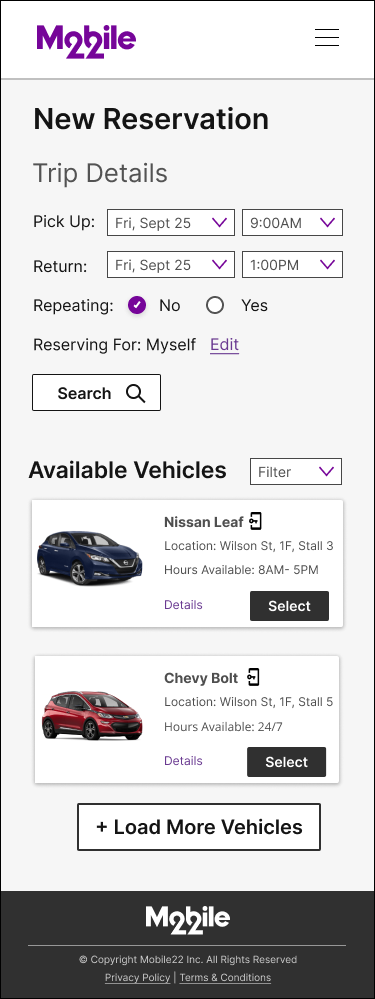 Mobile
New Reservation
Trip Details
Pick Up: Fri, Sept 25 9:00AM
Return: Fri, Sept 25 1:00PM
Repeating: No Yes
Reserving For: Myself Edit
Search
Available Vehicles Filter
Nissan Leaf
Location: Wilson St, 1F, Stall 3
Hours Available: 8AM- 5PM
Details Select
Chevy Bolt
Location: Wilson St, 1F, Stall 5
Hours Available: 24/7
Details Select
+ Load More Vehicles
Mobile
© Copyright Mobile22 Inc. All Rights Reserved
Privacy Policy | Terms & Conditions